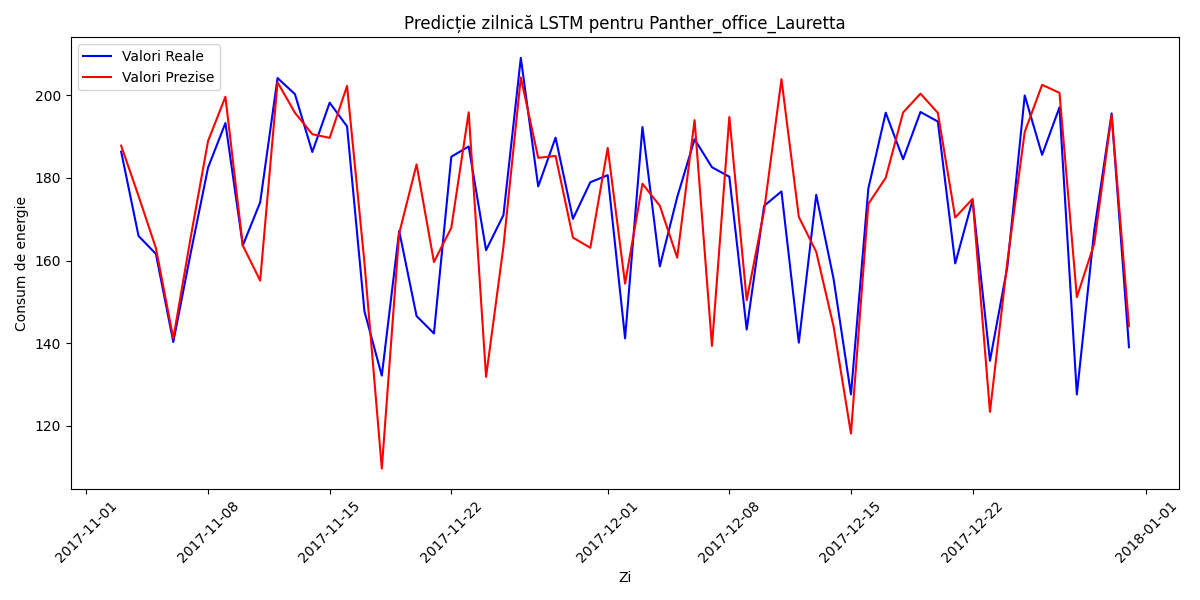 Predicție zilnică LSTM pentru Panther_office_Lauretta
Valori Reale
Valori Prezise
Consum de energie
200
180
160
140
120
2017-11-01
2017-11-08
2017-11-15
2017-11-22
2017-12-01
2017-12-08
2017-12-15
2017-12-22
2018-01-01
Zi